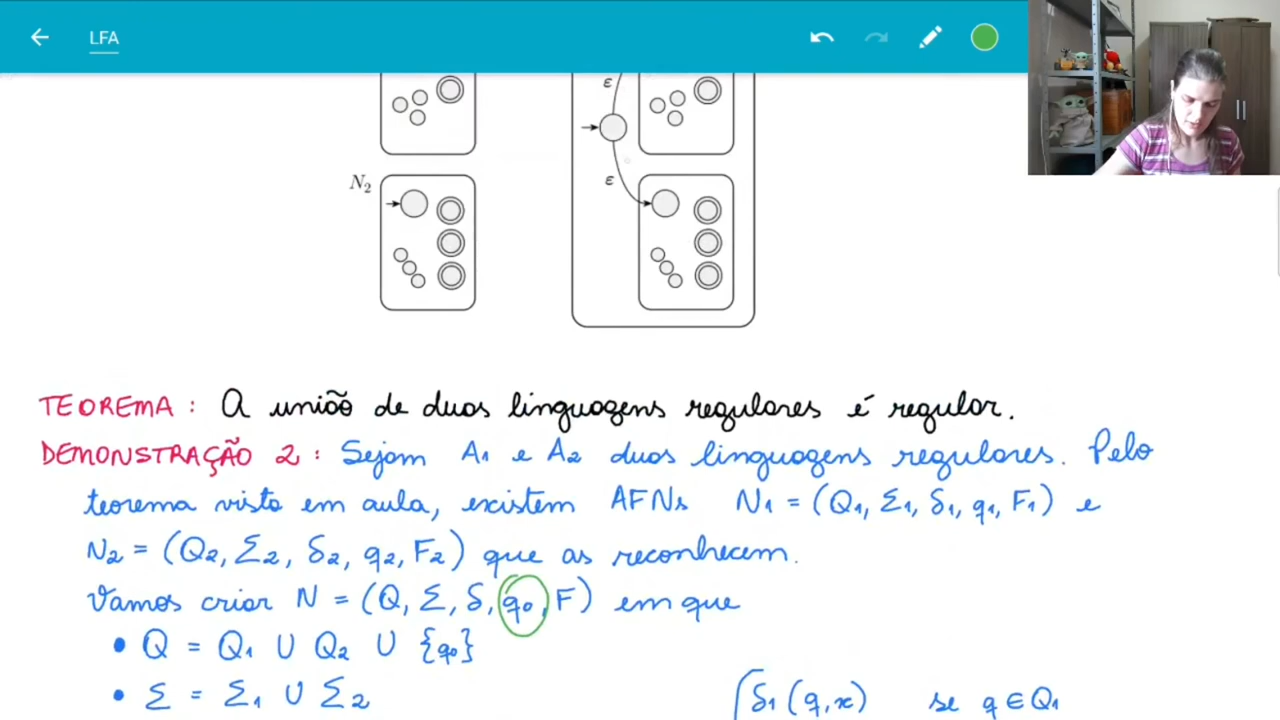 LFA
ε
N₂
ε
TEOREMA : A união de duas linguagens regulares é regular.
DEMONSTRAÇÃO 2 : Sejam A₁ e A₂ duas linguagens regulares. Pelo
teorema visto em aula, existem AFNs N₁ = (Q₁, Σ₁, δ₁, q₁, F₁) e
N₂ = (Q₂, Σ₂, δ₂, q₂, F₂) que as reconhecem.
Vamos criar N = (Q, Σ, δ, q₀, F) em que
• Q = Q₁ ∪ Q₂ ∪ {q₀}
• Σ = Σ₁ ∪ Σ₂
δ₁(q,x) se q ∈ Q₁